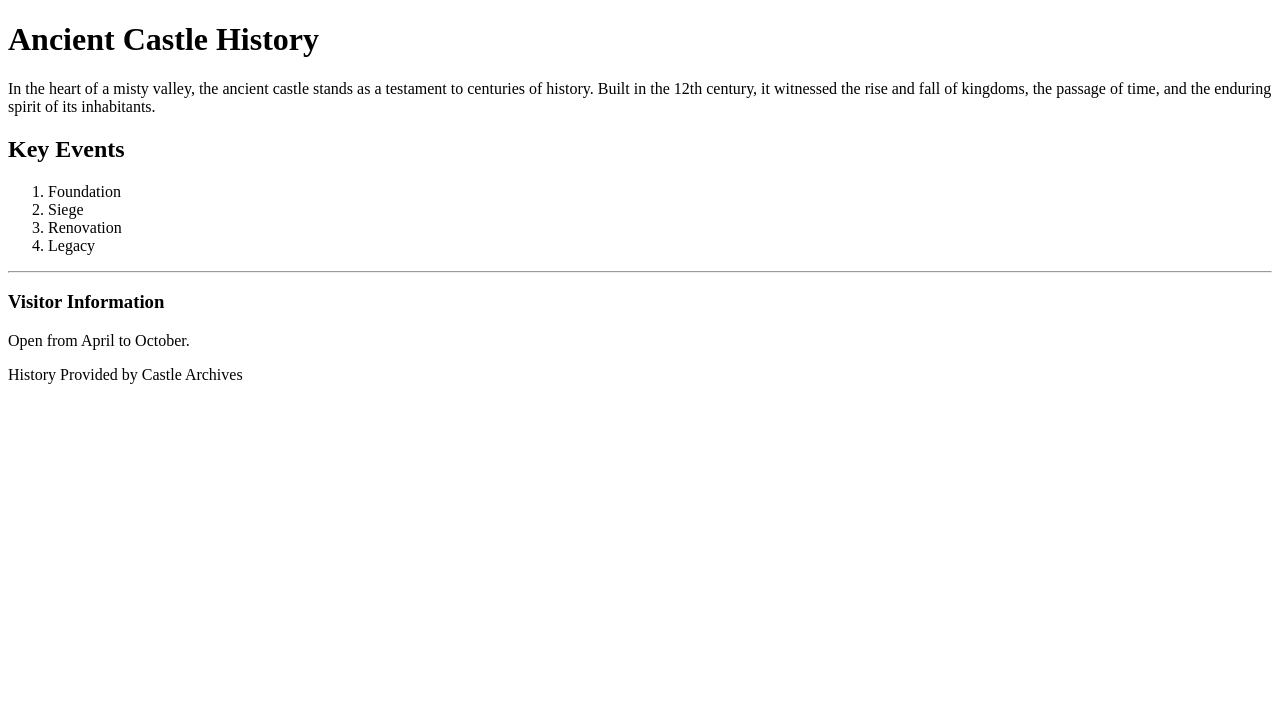 Ancient Castle History
In the heart of a misty valley, the ancient castle stands as a testament to centuries of history. Built in the 12th century, it witnessed the rise and fall of kingdoms, the passage of time, and the enduring
spirit of its inhabitants.
Key Events
1. Foundation
2. Siege
3. Renovation
4. Legacy
Visitor Information
Open from April to October.
History Provided by Castle Archives